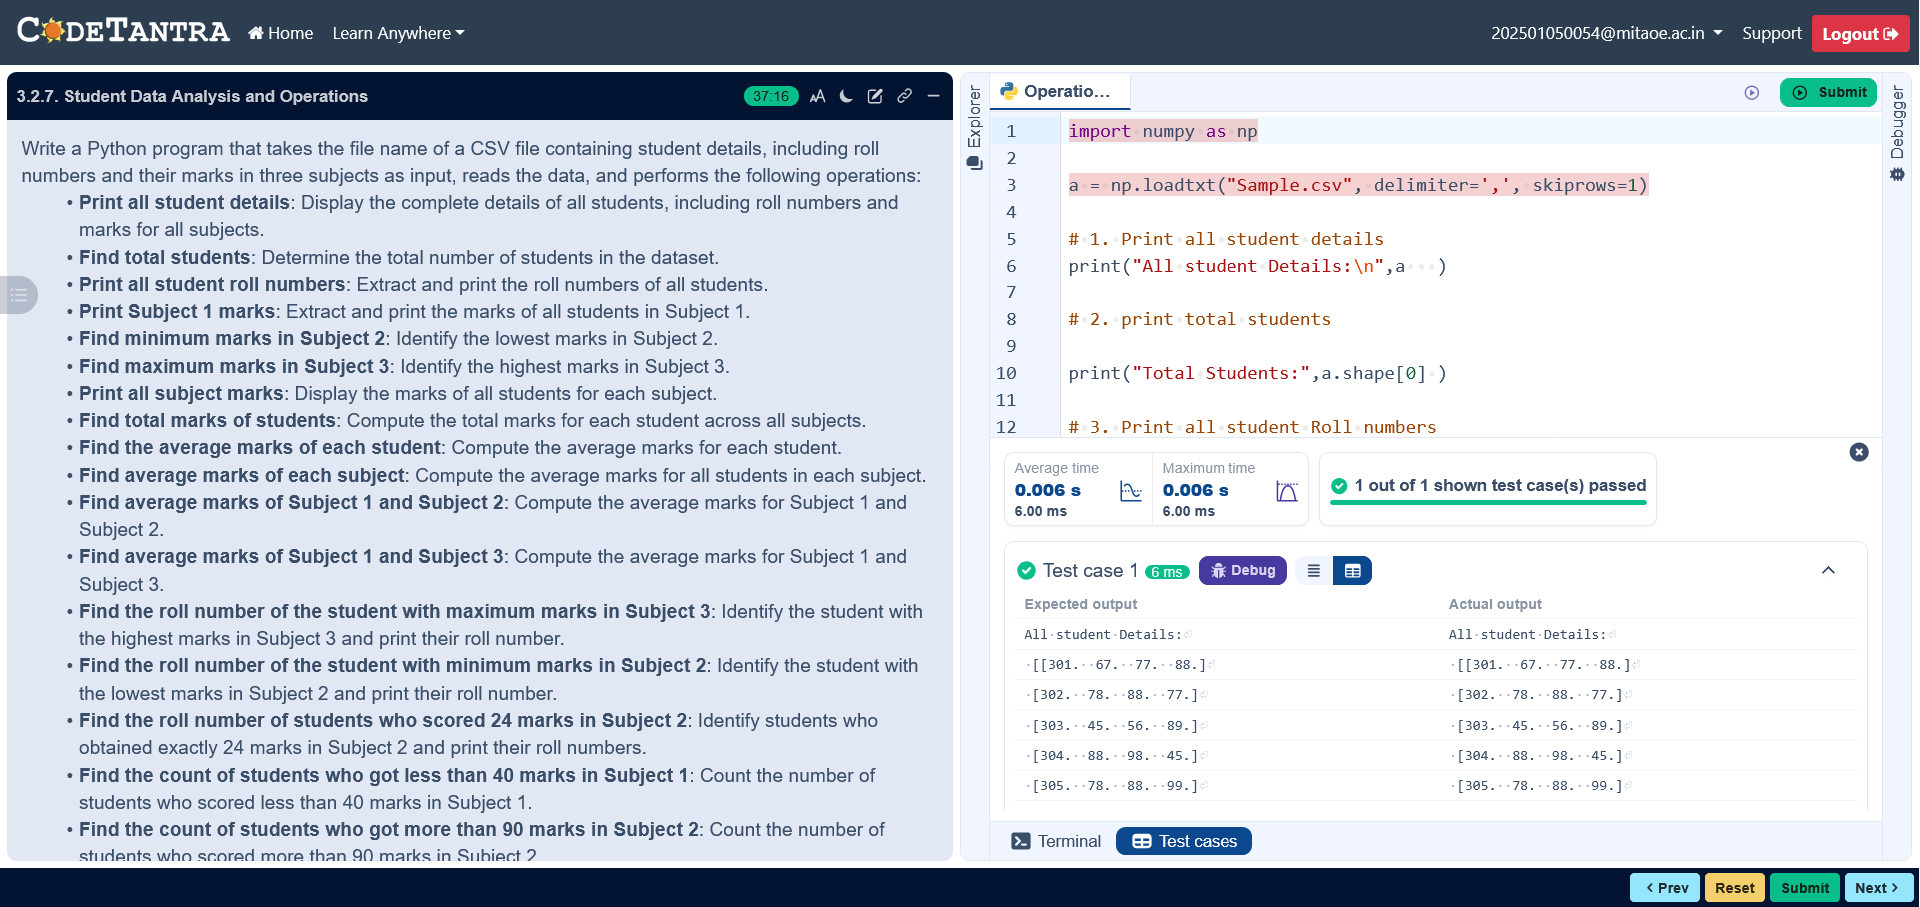 CODETANTRA Home Learn Anywhere 202501050054@mitaoe.ac.in Support Logout
3.2.7. Student Data Analysis and Operations 37:16
Write a Python program that takes the file name of a CSV file containing student details, including roll
numbers and their marks in three subjects as input, reads the data, and performs the following operations:
• Print all student details: Display the complete details of all students, including roll numbers and
marks for all subjects.
• Find total students: Determine the total number of students in the dataset.
• Print all student roll numbers: Extract and print the roll numbers of all students.
• Print Subject 1 marks: Extract and print the marks of all students in Subject 1.
• Find minimum marks in Subject 2: Identify the lowest marks in Subject 2.
• Find maximum marks in Subject 3: Identify the highest marks in Subject 3.
• Print all subject marks: Display the marks of all students for each subject.
• Find total marks of students: Compute the total marks for each student across all subjects.
• Find the average marks of each student: Compute the average marks for each student.
• Find average marks of each subject: Compute the average marks for all students in each subject.
• Find average marks of Subject 1 and Subject 2: Compute the average marks for Subject 1 and
Subject 2.
• Find average marks of Subject 1 and Subject 3: Compute the average marks for Subject 1 and
Subject 3.
• Find the roll number of the student with maximum marks in Subject 3: Identify the student with
the highest marks in Subject 3 and print their roll number.
• Find the roll number of the student with minimum marks in Subject 2: Identify the student with
the lowest marks in Subject 2 and print their roll number.
• Find the roll number of students who scored 24 marks in Subject 2: Identify students who
obtained exactly 24 marks in Subject 2 and print their roll numbers.
• Find the count of students who got less than 40 marks in Subject 1: Count the number of
students who scored less than 40 marks in Subject 1.
• Find the count of students who got more than 90 marks in Subject 2: Count the number of
students who scored more than 90 marks in Subject 2.
Explorer
Operatio...
Submit
Debugger
1 import numpy as np
2
3 a = np.loadtxt("Sample.csv", delimiter=',', skiprows=1)
4
5 # 1. Print all student details
6 print("All student Details:\n",a   )
7
8 # 2. print total students
9
10 print("Total Students:",a.shape[0] )
11
12 # 3. Print all student Roll numbers
Average time Maximum time
0.006 s 0.006 s
6.00 ms 6.00 ms
1 out of 1 shown test case(s) passed
Test case 1 6 ms Debug
Expected output Actual output
All·student·Details:⏎ All·student·Details:⏎
·[[301.··67.··77.··88.]⏎ ·[[301.··67.··77.··88.]⏎
·[302.··78.··88.··77.]⏎ ·[302.··78.··88.··77.]⏎
·[303.··45.··56.··89.]⏎ ·[303.··45.··56.··89.]⏎
·[304.··88.··98.··45.]⏎ ·[304.··88.··98.··45.]⏎
·[305.··78.··88.··99.]⏎ ·[305.··78.··88.··99.]⏎
Terminal Test cases
Prev Reset Submit Next